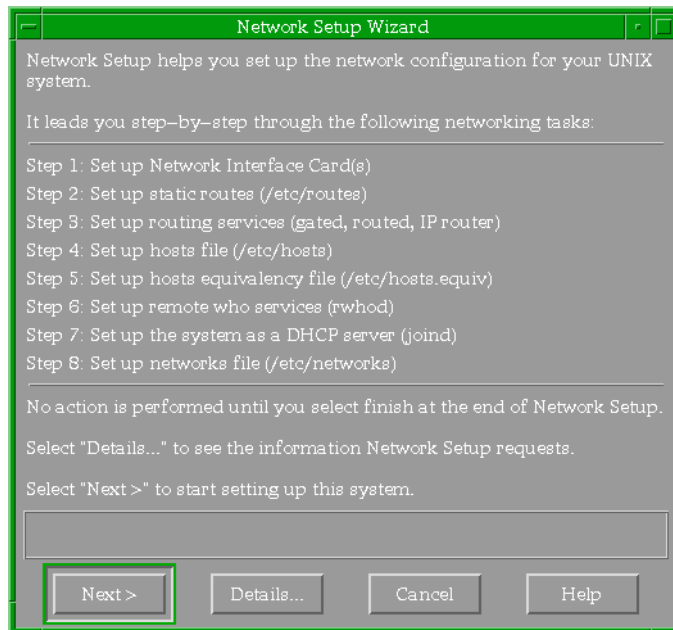 Network Setup Wizard
Network Setup helps you set up the network configuration for your UNIX
system.
It leads you step-by-step through the following networking tasks:
Step 1: Set up Network Interface Card(s)
Step 2: Set up static routes (/etc/routes)
Step 3: Set up routing services (gated, routed, IP router)
Step 4: Set up hosts file (/etc/hosts)
Step 5: Set up hosts equivalency file (/etc/hosts.equiv)
Step 6: Set up remote who services (rwhod)
Step 7: Set up the system as a DHCP server (joind)
Step 8: Set up networks file (/etc/networks)
No action is performed until you select finish at the end of Network Setup.
Select "Details..." to see the information Network Setup requests.
Select "Next >" to start setting up this system.
Next > Details... Cancel Help